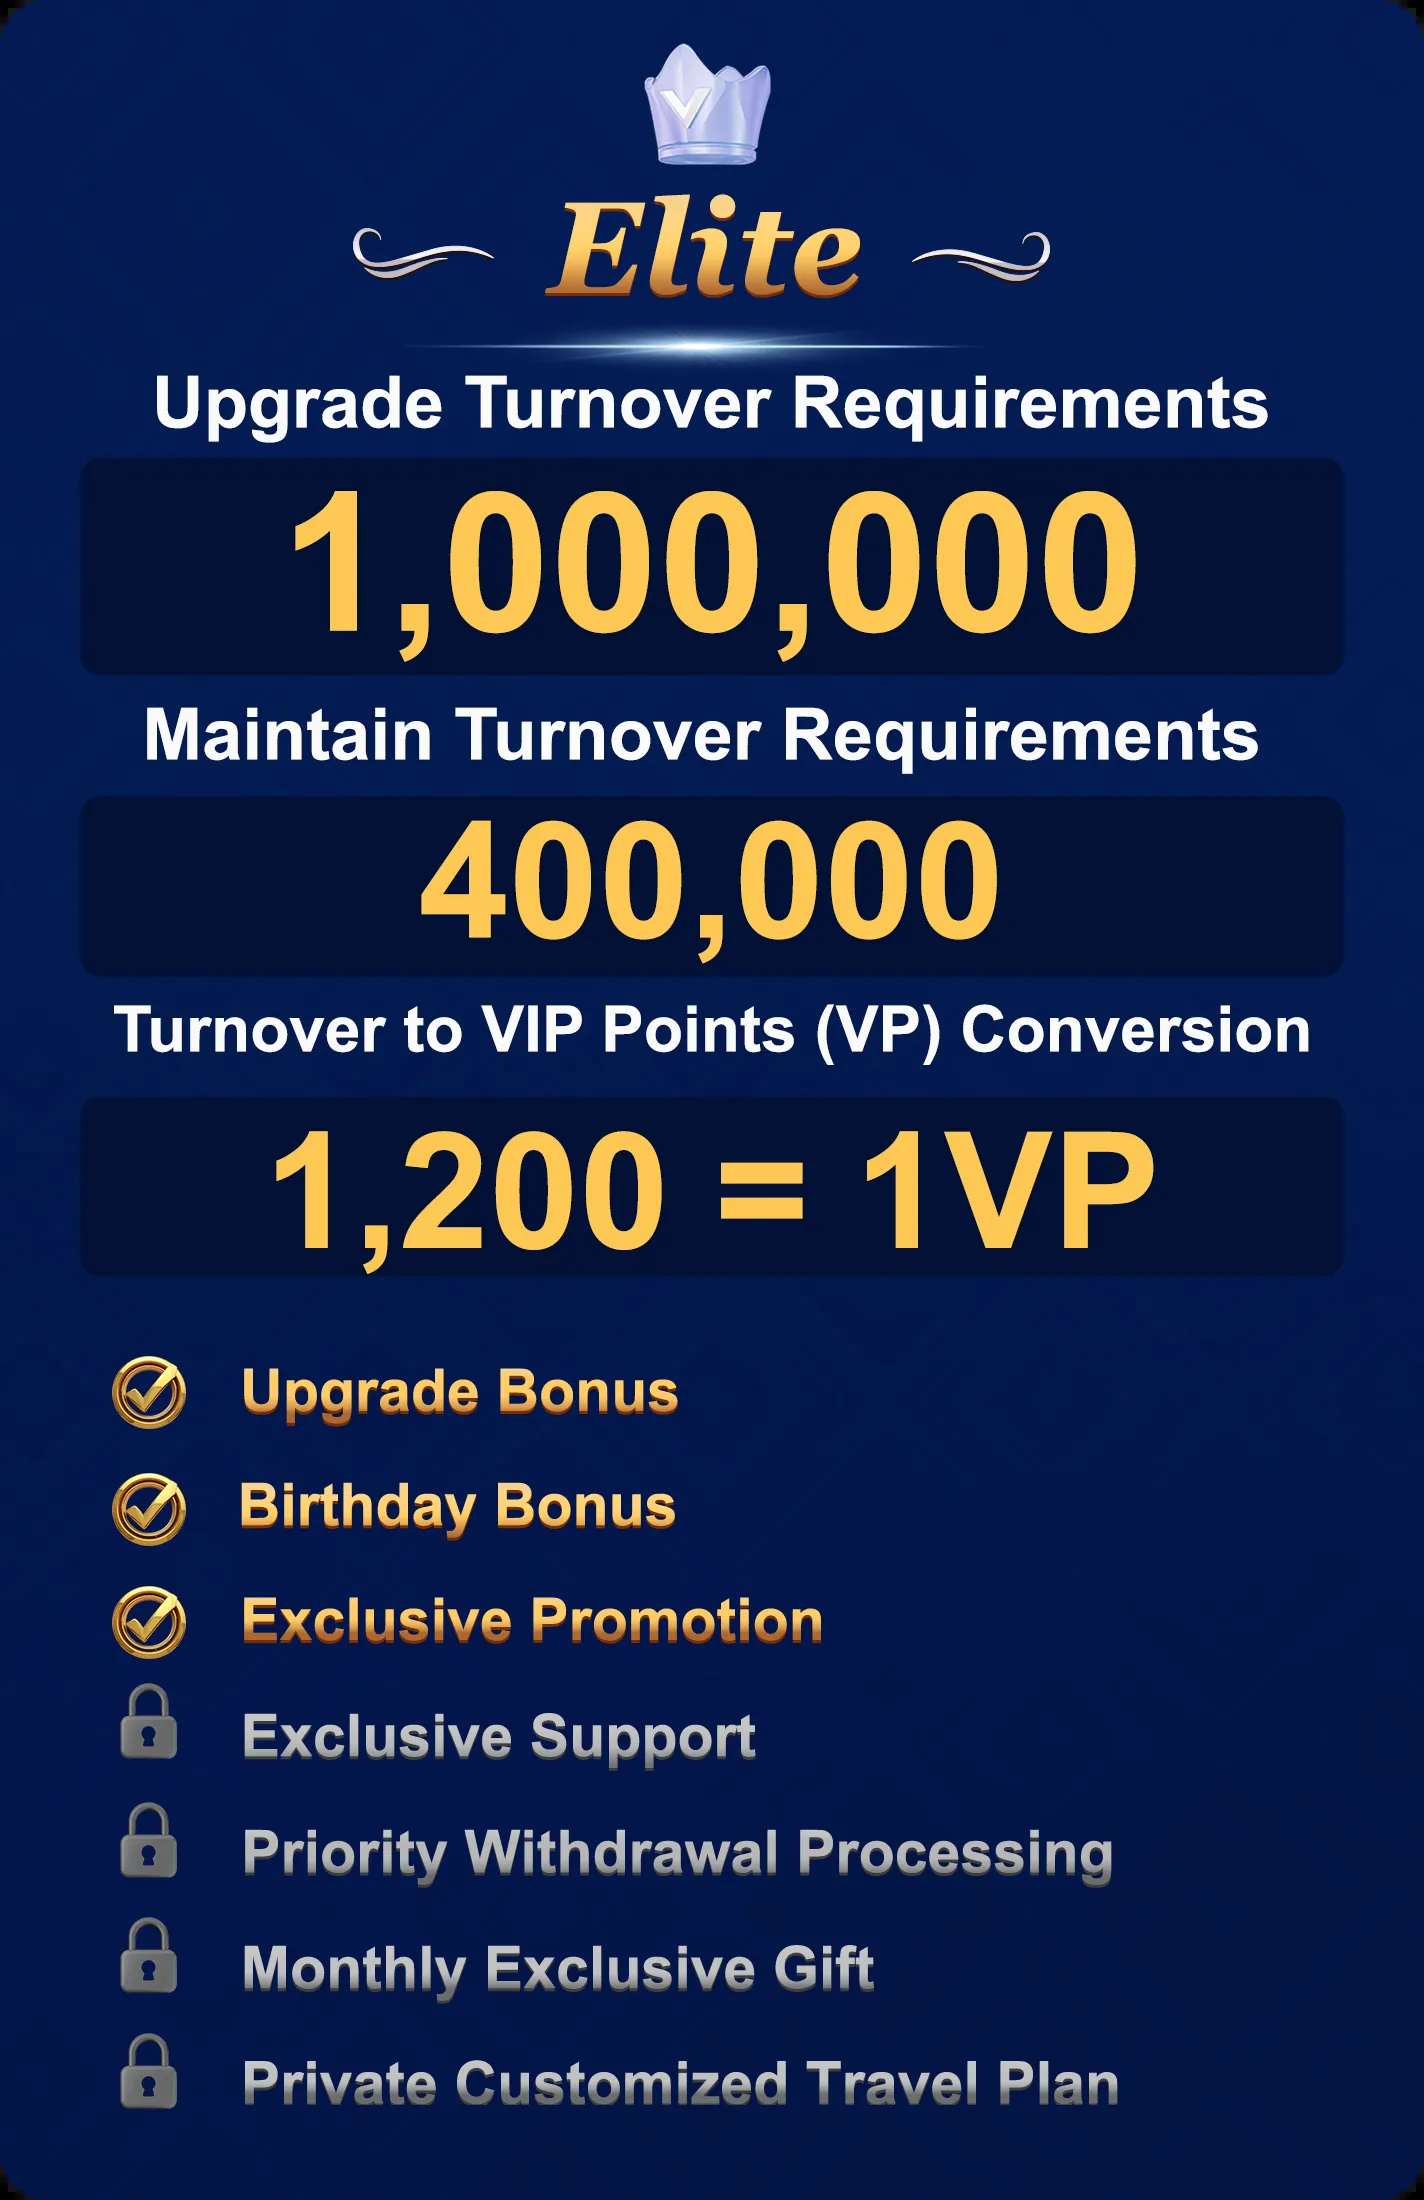 V
Elite
Upgrade Turnover Requirements
1,000,000
Maintain Turnover Requirements
400,000
Turnover to VIP Points (VP) Conversion
1,200 = 1VP
Upgrade Bonus
Birthday Bonus
Exclusive Promotion
Exclusive Support
Priority Withdrawal Processing
Monthly Exclusive Gift
Private Customized Travel Plan